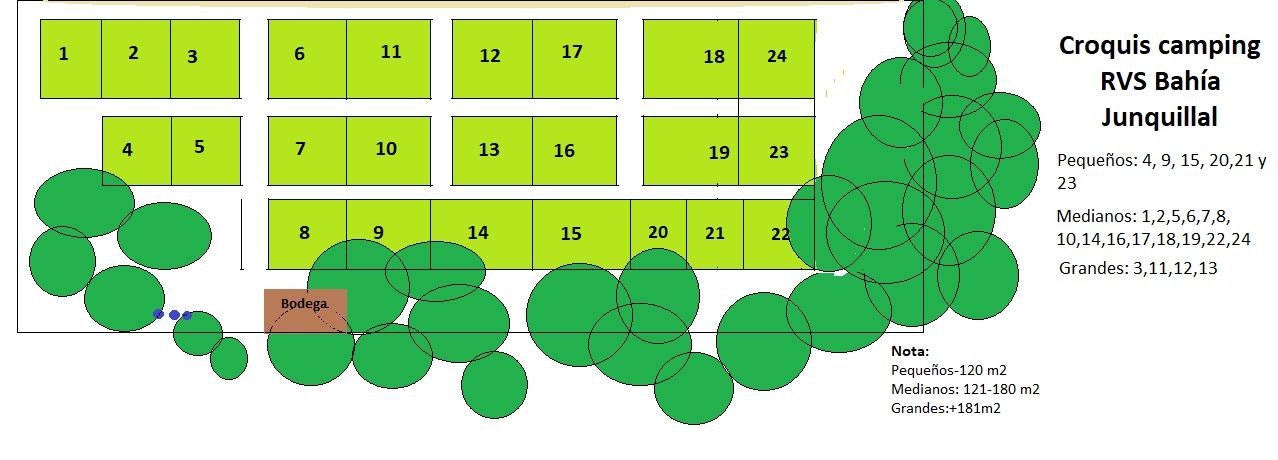 1 2 3 6 11 12 17 18 24
4 5 7 10 13 16 19 23
8 9 14 15 20 21 22
Bodega
Croquis camping
RVS Bahía
Junquillal
Pequeños: 4, 9, 15, 20,21 y
23
Medianos: 1,2,5,6,7,8,
10,14,16,17,18,19,22,24
Grandes: 3,11,12,13
Nota:
Pequeños-120 m2
Medianos: 121-180 m2
Grandes:+181m2